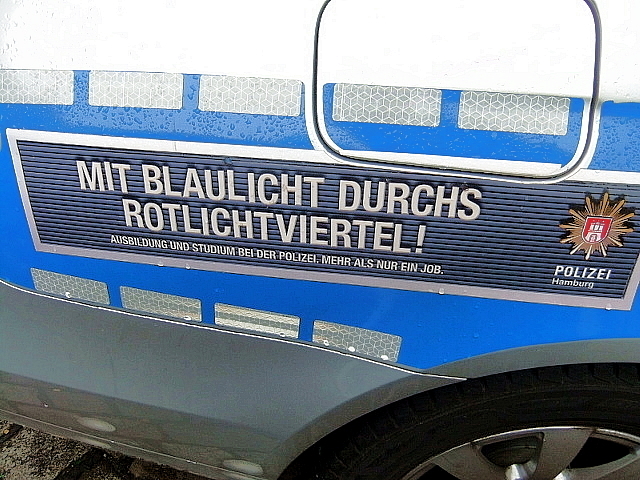 MIT BLAULICHT DURCHS
ROTLICHTVIERTEL!
AUSBILDUNG UND STUDIUM BEI DER POLIZEI. MEHR ALS NUR EIN JOB.
POLIZEI
Hamburg